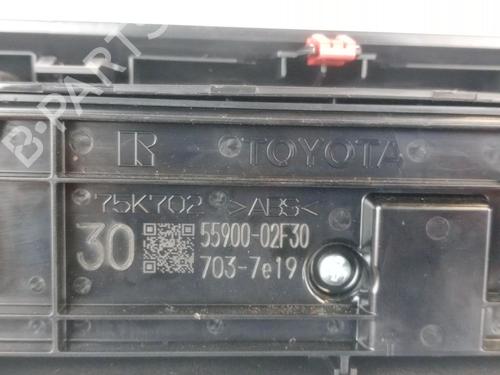 B-PARTS
R TOYOTA
75K702 >ABS<
30
55900-02F30
703-7e19